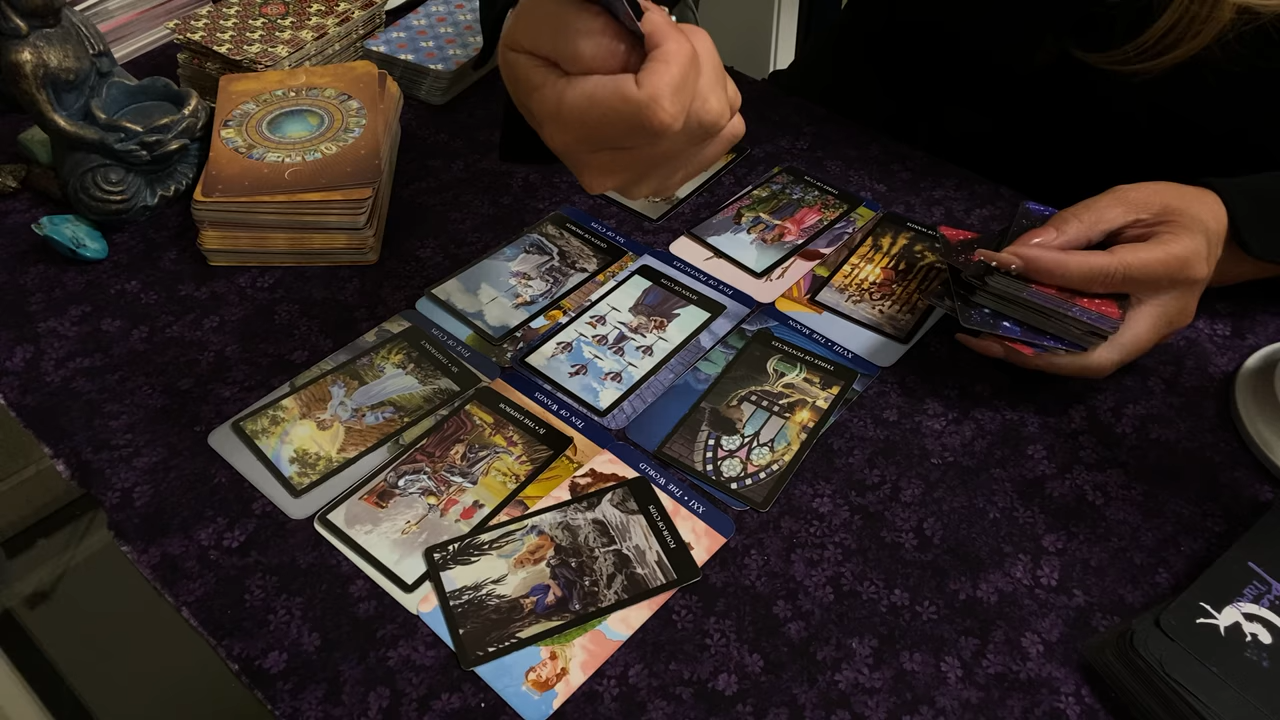 THREE OF CUPS
OF WANDS
SIX OF CUPS
QUEEN OF SWORDS
FIVE OF PENTACLES
SEVEN OF CUPS
XVIII • THE MOON
THREE OF PENTACLES
FIVE OF CUPS
XIV • TEMPERANCE
TEN OF WANDS
IV • THE EMPEROR
XXI • THE WORLD
FOUR OF CUPS